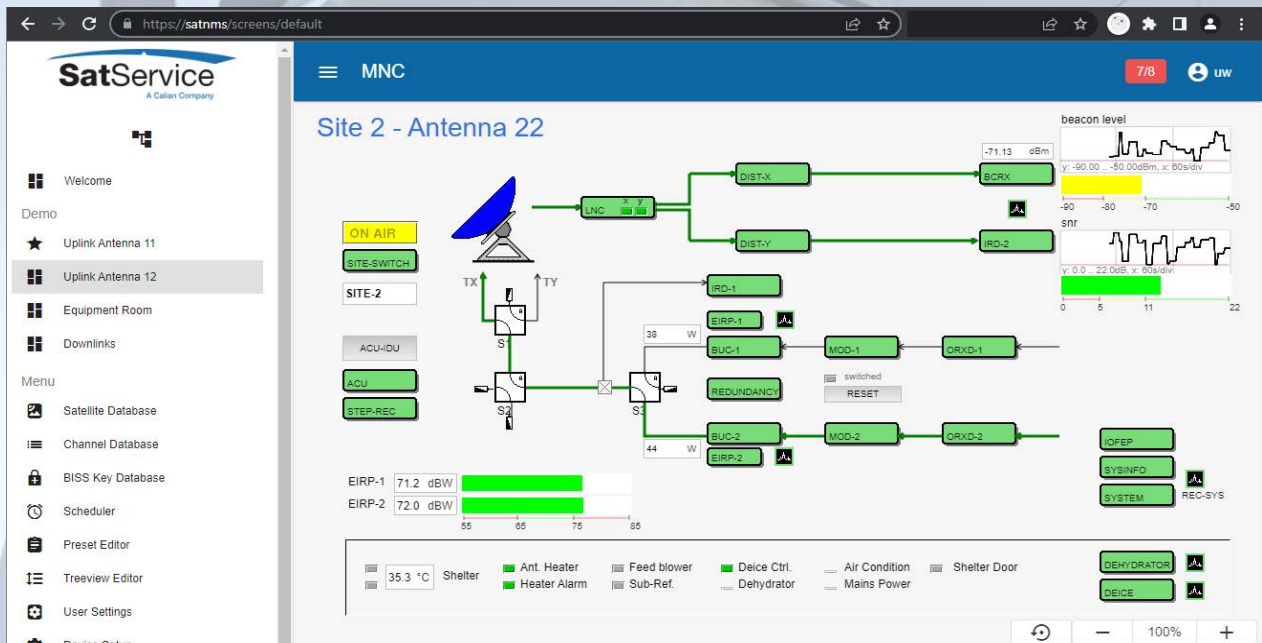 https://satnms/screens/default
SatService
A Calian Company
MNC
7/8
uw
Welcome
Demo
Uplink Antenna 11
Uplink Antenna 12
Equipment Room
Downlinks
Menu
Satellite Database
Channel Database
BISS Key Database
Scheduler
Preset Editor
Treeview Editor
User Settings
Device Setup
Site 2 - Antenna 22
beacon level
-71.13 dBm
y: -90.00 .. -50.00dBm, x: 60s/div
-90 -80 -70 -50
snr
y: 0.0 .. 22.0dB, x: 60s/div
0 5 11 22
DIST-X
BCRX
LNC x y
DIST-Y
IRD-2
ON AIR
SITE-SWITCH
SITE-2
TX TY
IRD-1
EIRP-1
S1
38 W
BUC-1
MOD-1
ORXD-1
ACU-IDU
ACU
STEP-REC
S2
S3
REDUNDANCY
switched
RESET
44 W
BUC-2
MOD-2
ORXD-2
EIRP-2
IOFEP
SYSINFO
SYSTEM
REC-SYS
EIRP-1 71.2 dBW
EIRP-2 72.0 dBW
55 65 75 85
35.3 °C Shelter
Ant. Heater
Heater Alarm
Feed blower
Sub-Ref.
Deice Ctrl.
Dehydrator
Air Condition
Mains Power
Shelter Door
DEHYDRATOR
DEICE
100%